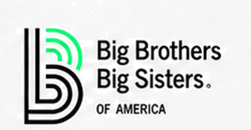 Big Brothers
Big Sisters.
OF AMERICA